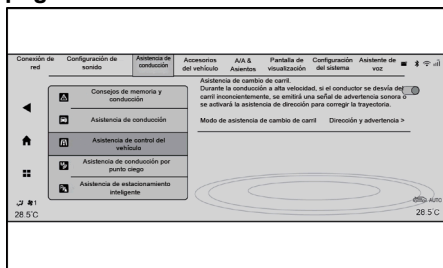 Conexión de red
Configuración de sonido
Asistencia de conducción
Accesorios del vehículo
A/A & Asientos
Pantalla de visualización
Configuración del sistema
Asistente de voz
Consejos de memoria y conducción
Asistencia de conducción
Asistencia de control del vehículo
Asistencia de conducción por punto ciego
Asistencia de estacionamiento inteligente
Asistencia de cambio de carril.
Durante la conducción a alta velocidad, si el conductor se desvía del
carril inconcientemente, se emitirá una señal de advertencia sonora o
se activará la asistencia de dirección para corregir la trayectoria.
Modo de asistencia de cambio de carril Dirección y advertencia >
1
28.5°C
AUTO
28.5°C